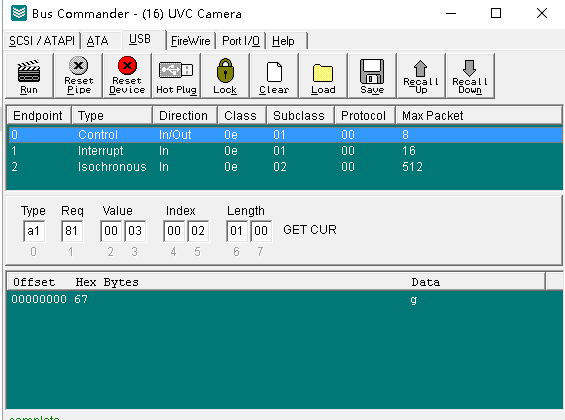 Bus Commander - (16) UVC Camera
SCSI / ATAPI ATA USB FireWire Port I/O Help
Run Reset Pipe Reset Device Hot Plug Lock Clear Load Save Recall Up Recall Down
Endpoint Type Direction Class Subclass Protocol Max Packet
0 Control In/Out 0e 01 00 8
1 Interrupt In 0e 01 00 16
2 Isochronous In 0e 02 00 512
Type Req Value Index Length
a1 81 00 03 00 02 01 00 GET CUR
0 1 2 3 4 5 6 7
Offset Hex Bytes Data
00000000 67 g
complete